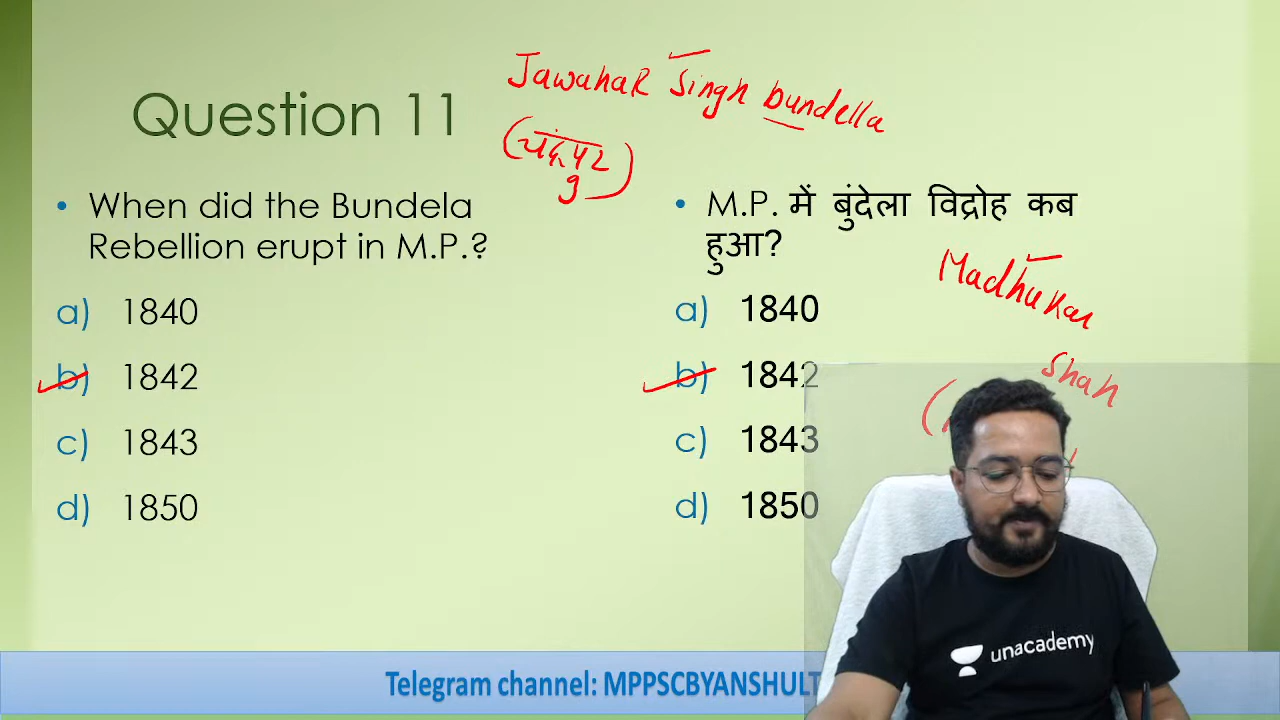 Jawahar Singh bundella
(चंद्रपुर)
Question 11
• When did the Bundela
Rebellion erupt in M.P.?
a) 1840
b) 1842
c) 1843
d) 1850
• M.P. में बुंदेला विद्रोह कब
हुआ?
a) 1840
b) 1842
c) 1843
d) 1850
Madhukar
Shah
unacademy
Telegram channel: MPPSCBYANSHULT